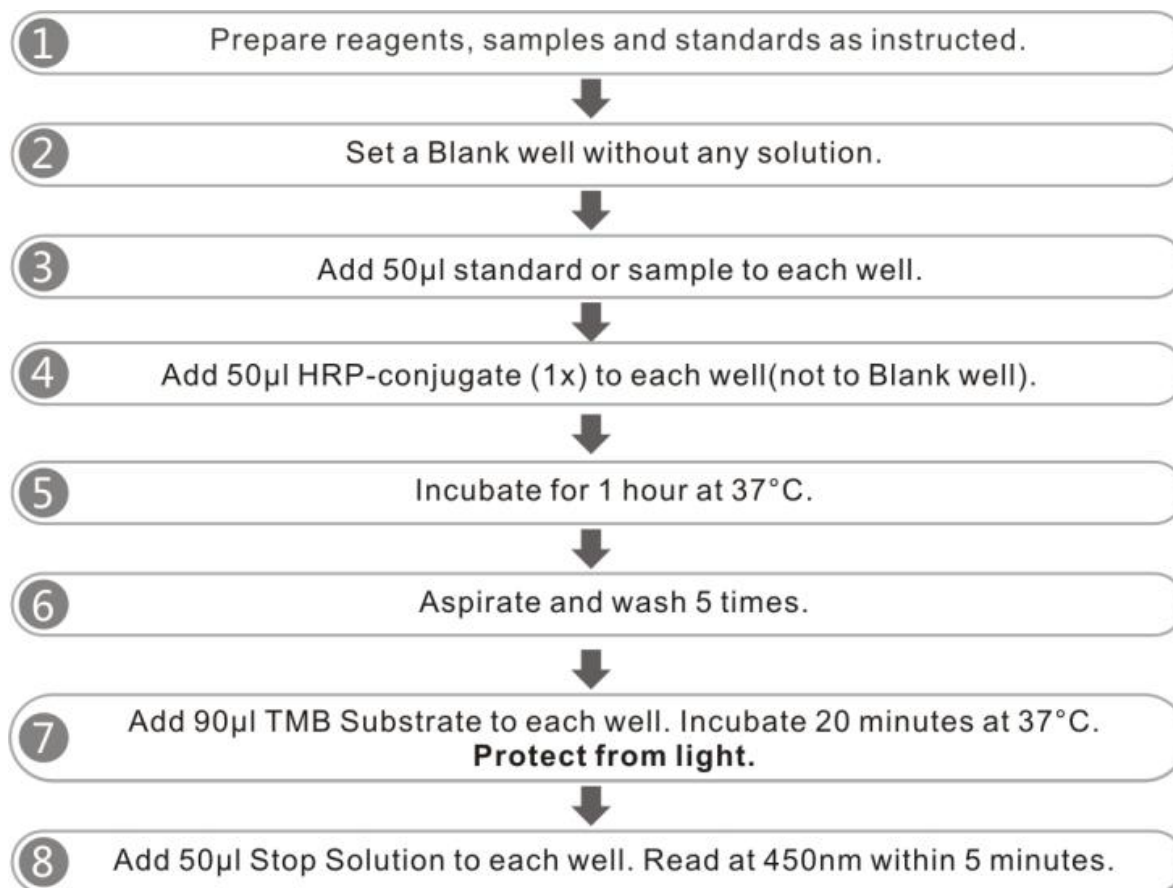 1 Prepare reagents, samples and standards as instructed.
2 Set a Blank well without any solution.
3 Add 50µl standard or sample to each well.
4 Add 50µl HRP-conjugate (1x) to each well(not to Blank well).
5 Incubate for 1 hour at 37°C.
6 Aspirate and wash 5 times.
7 Add 90µl TMB Substrate to each well. Incubate 20 minutes at 37°C.
Protect from light.
8 Add 50µl Stop Solution to each well. Read at 450nm within 5 minutes.